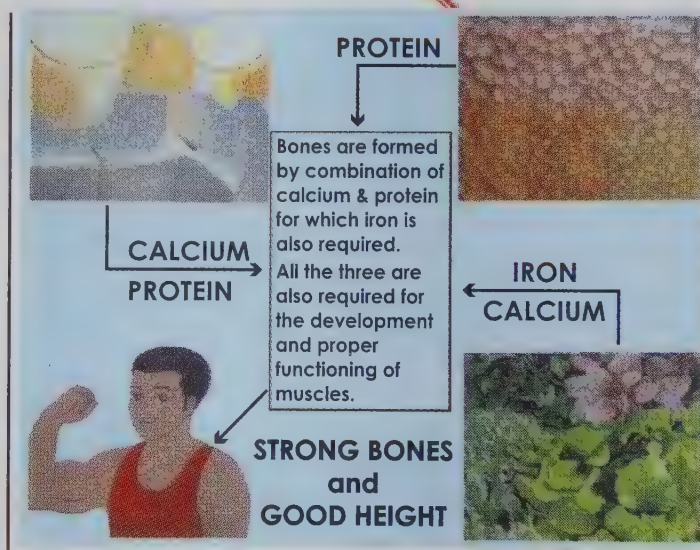 PROTEIN
Bones are formed
by combination of
calcium & protein
for which iron is
also required.
All the three are
also required for
the development
and proper
functioning of
muscles.
CALCIUM
PROTEIN
IRON
CALCIUM
STRONG BONES
and
GOOD HEIGHT